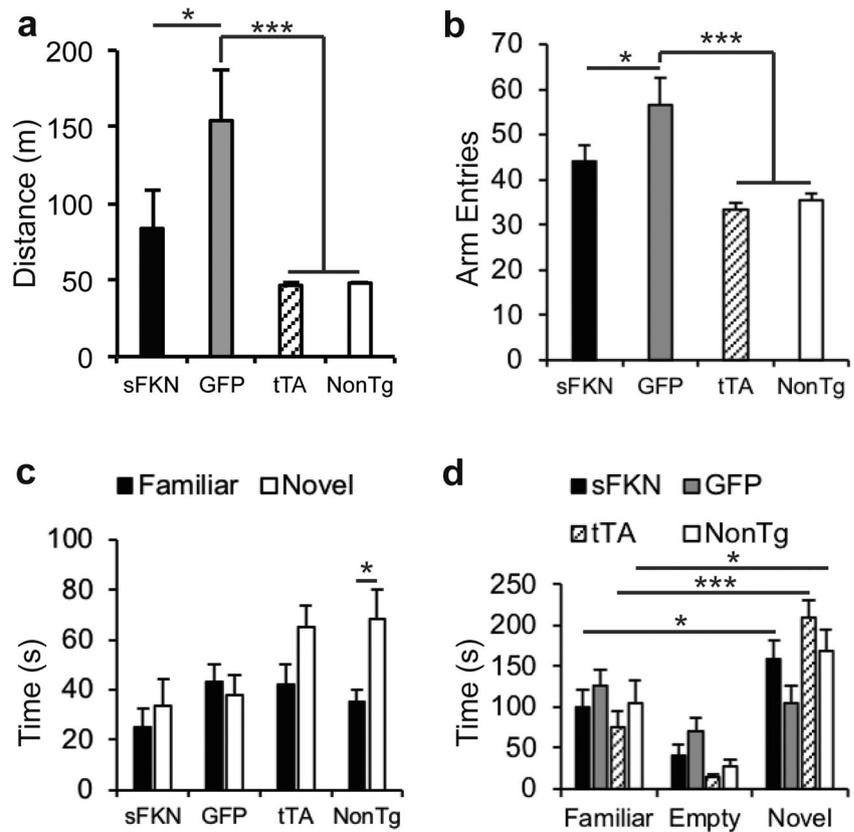 a
*
***
200
150
100
50
0
Distance (m)
sFKN GFP tTA NonTg
b
*
***
70
60
50
40
30
20
10
0
Arm Entries
sFKN GFP tTA NonTg
c
Familiar Novel
*
100
80
60
40
20
0
Time (s)
sFKN GFP tTA NonTg
d
sFKN GFP
tTA NonTg
*
***
*
250
200
150
100
50
0
Time (s)
Familiar Empty Novel